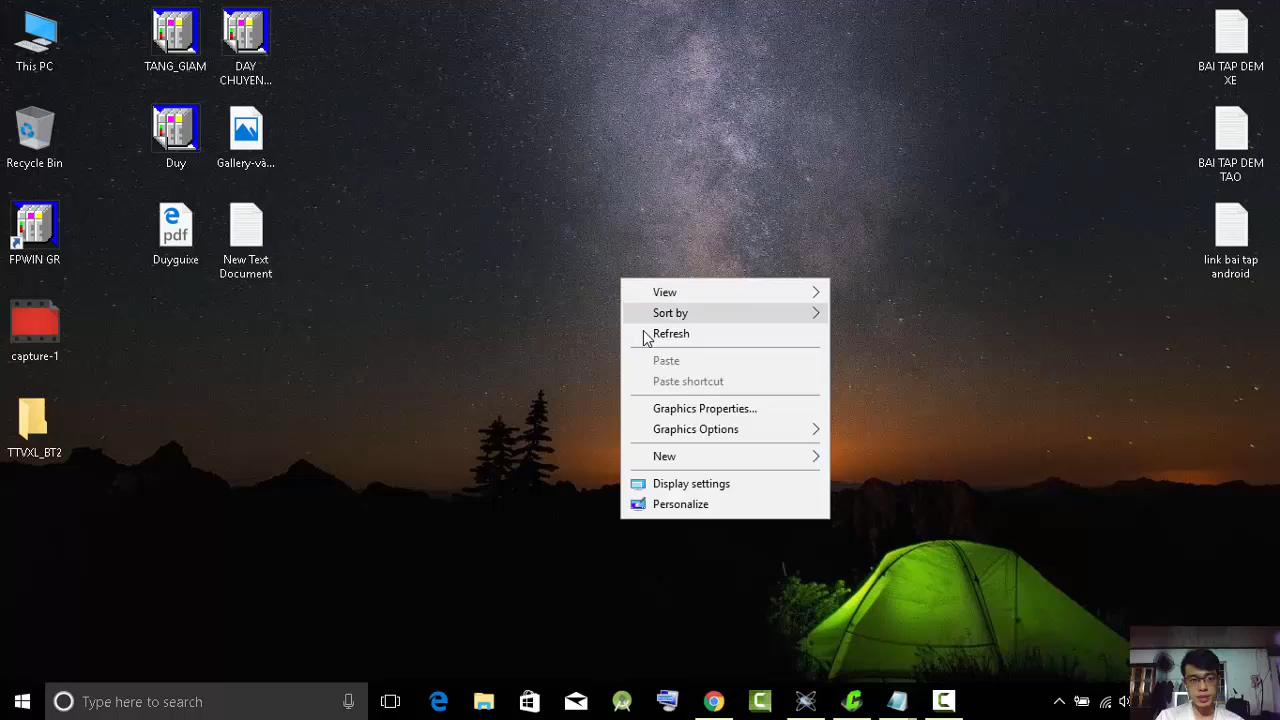 This PC
TANG_GIAM
DAY
CHUYEN...
BAI TAP DEM
XE
Recycle Bin
Duy
Gallery-và...
BAI TAP DEM
TAO
pdf
FPWIN GR
Duyguixe
New Text
Document
link bai tap
android
capture-1
TTVXL_BT2
View
Sort by
Refresh
Paste
Paste shortcut
Graphics Properties...
Graphics Options
New
Display settings
Personalize
Type here to search